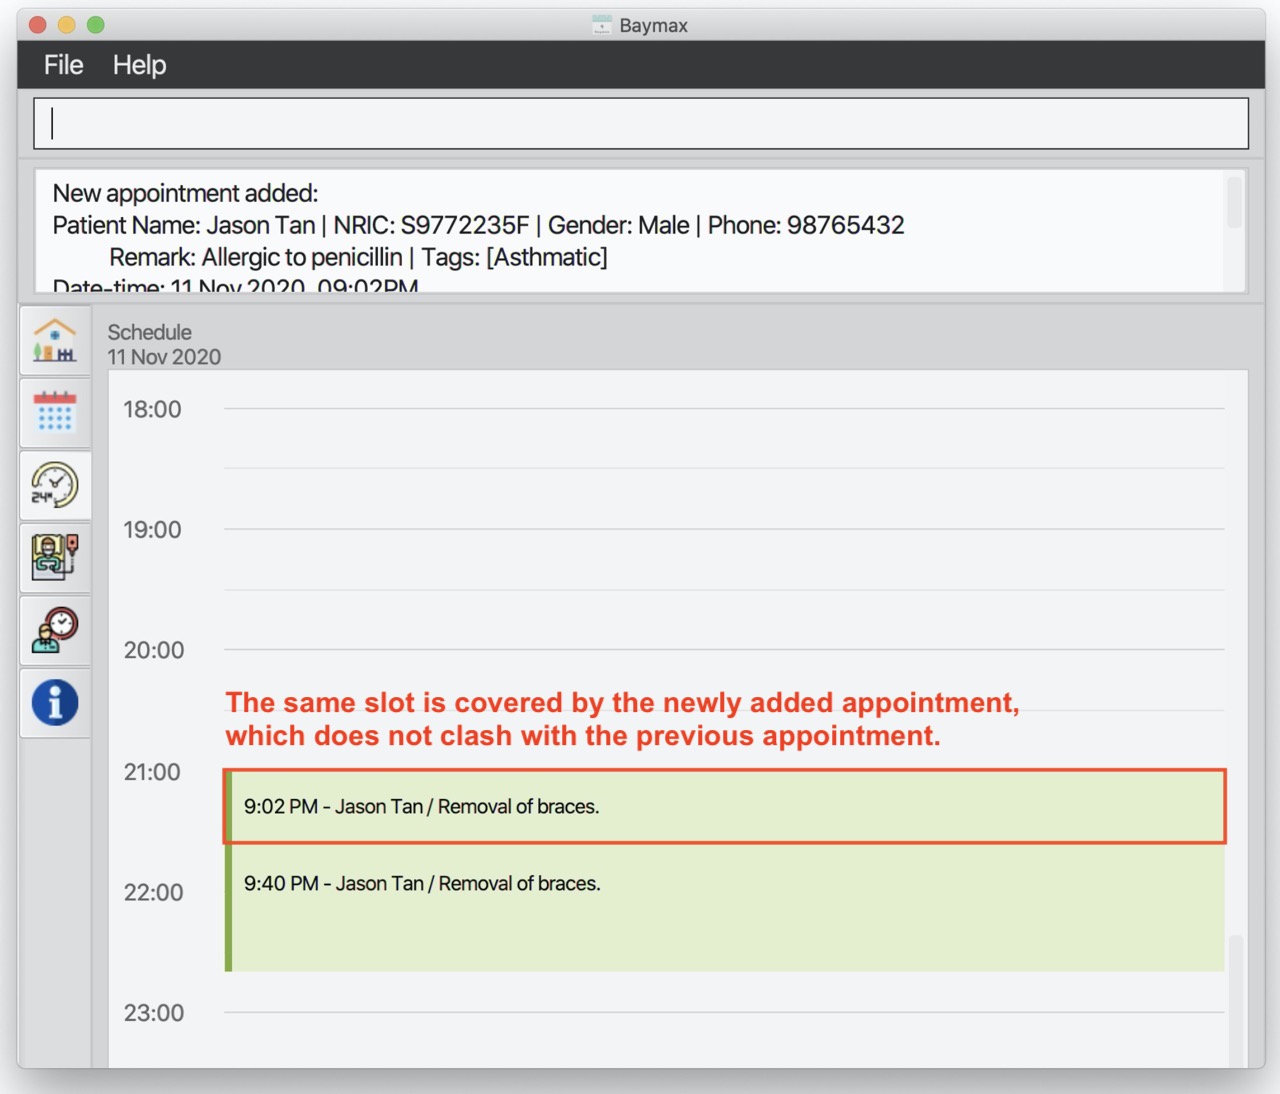 Baymax
File Help
New appointment added:
Patient Name: Jason Tan | NRIC: S9772235F | Gender: Male | Phone: 98765432
Remark: Allergic to penicillin | Tags: [Asthmatic]
Date-time: 11 Nov 2020, 09:02PM
Schedule
11 Nov 2020
18:00
19:00
24H
20:00
The same slot is covered by the newly added appointment,
which does not clash with the previous appointment.
21:00
9:02 PM - Jason Tan / Removal of braces.
9:40 PM - Jason Tan / Removal of braces.
22:00
23:00